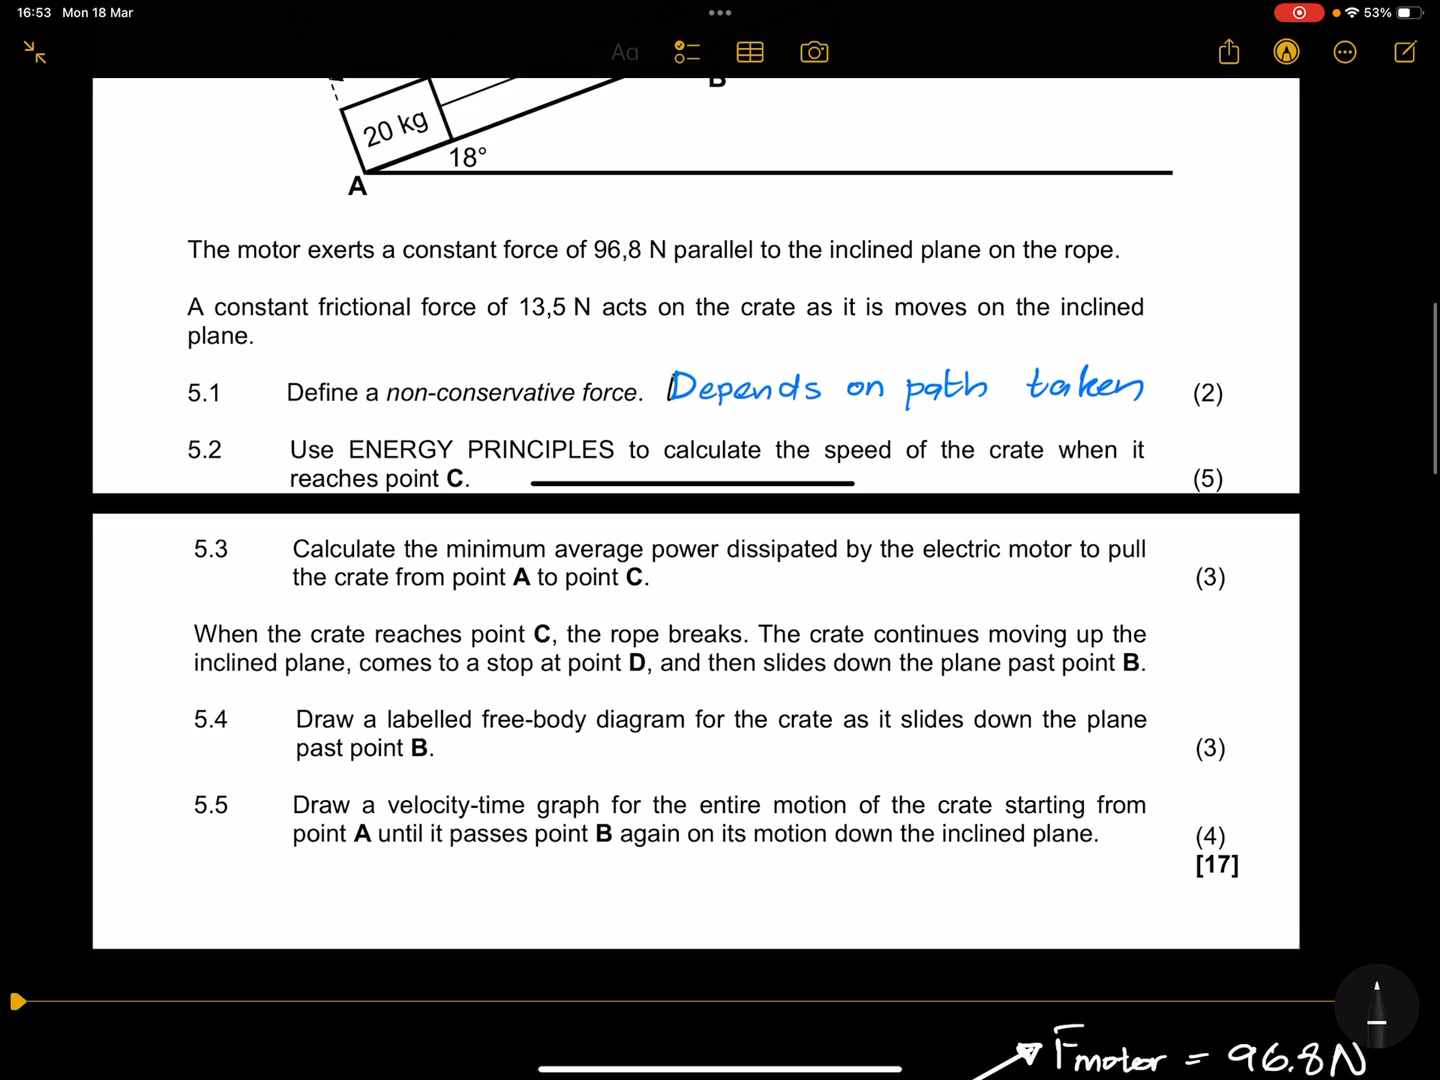 16:53 Mon 18 Mar
53%
Aa
B
20 kg
18°
A
The motor exerts a constant force of 96,8 N parallel to the inclined plane on the rope.
A constant frictional force of 13,5 N acts on the crate as it is moves on the inclined
plane.
5.1 Define a non-conservative force. Depends on path taken (2)
5.2 Use ENERGY PRINCIPLES to calculate the speed of the crate when it
reaches point C. (5)
5.3 Calculate the minimum average power dissipated by the electric motor to pull
the crate from point A to point C. (3)
When the crate reaches point C, the rope breaks. The crate continues moving up the
inclined plane, comes to a stop at point D, and then slides down the plane past point B.
5.4 Draw a labelled free-body diagram for the crate as it slides down the plane
past point B. (3)
5.5 Draw a velocity-time graph for the entire motion of the crate starting from
point A until it passes point B again on its motion down the inclined plane. (4)
[17]
Fmotor = 96.8N